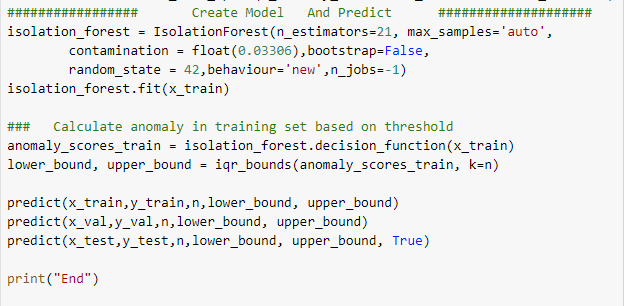 #################       Create Model   And Predict      ####################
isolation_forest = IsolationForest(n_estimators=21, max_samples='auto',
        contamination = float(0.03306),bootstrap=False,
        random_state = 42,behaviour='new',n_jobs=-1)
isolation_forest.fit(x_train)
###   Calculate anomaly in training set based on threshold
anomaly_scores_train = isolation_forest.decision_function(x_train)
lower_bound, upper_bound = iqr_bounds(anomaly_scores_train, k=n)
predict(x_train,y_train,n,lower_bound, upper_bound)
predict(x_val,y_val,n,lower_bound, upper_bound)
predict(x_test,y_test,n,lower_bound, upper_bound, True)
print("End")